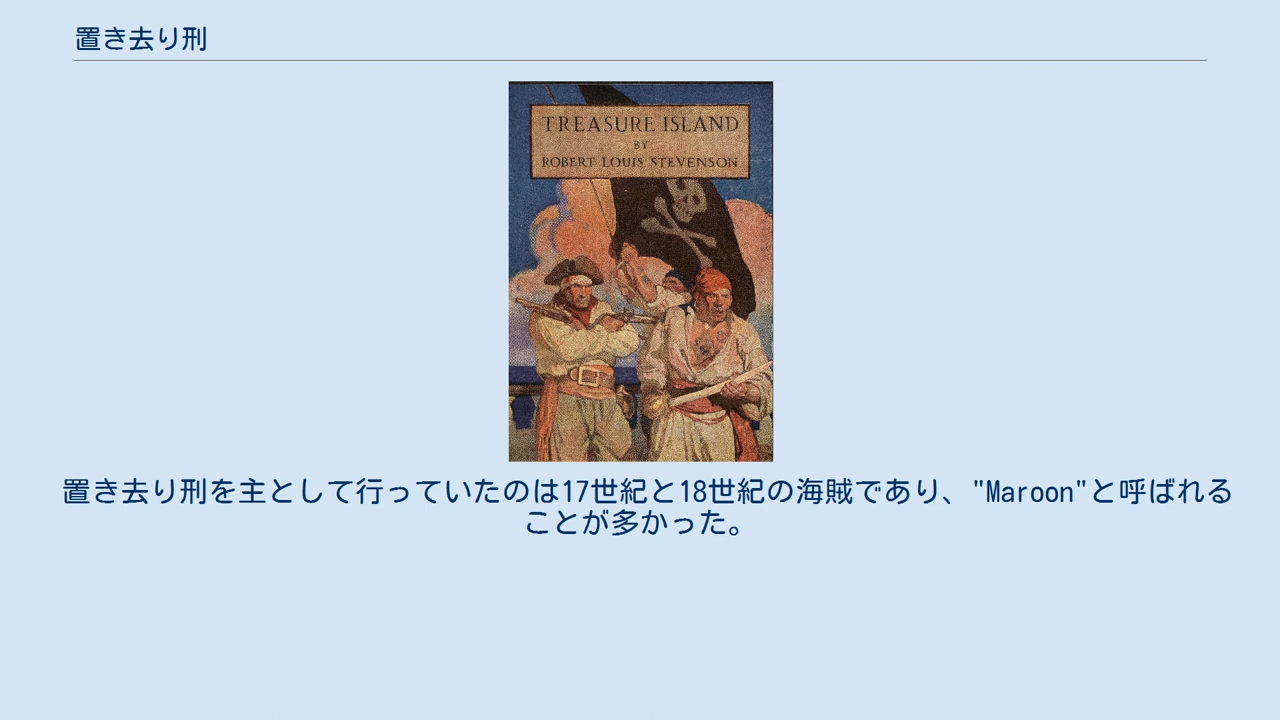 置き去り刑
TREASURE ISLAND
BY
ROBERT LOUIS STEVENSON
置き去り刑を主として行っていたのは17世紀と18世紀の海賊であり、"Maroon"と呼ばれる
ことが多かった。